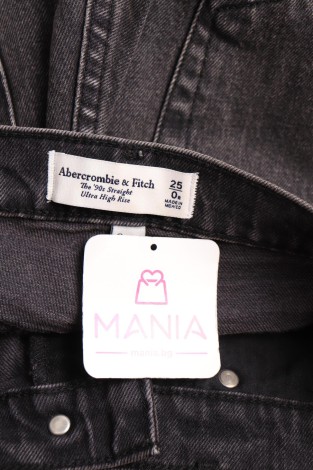 Abercrombie & Fitch
The '90s Straight
Ultra High Rise
25
0R
MADE IN
MEXICO
MANIA